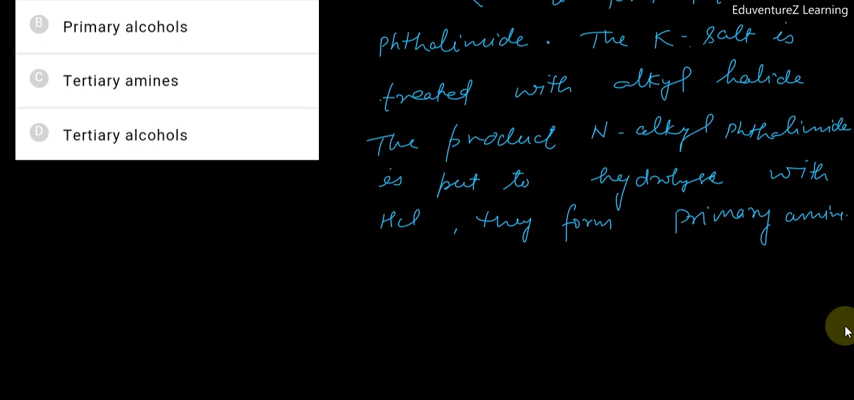 EduventureZ Learning
B Primary alcohols
C Tertiary amines
D Tertiary alcohols
phthalimide. The K-salt is
treated with alkyl halide
The product N-alkyl phthalimide
is put to hydrolyse with
HCl, they form primary amine.